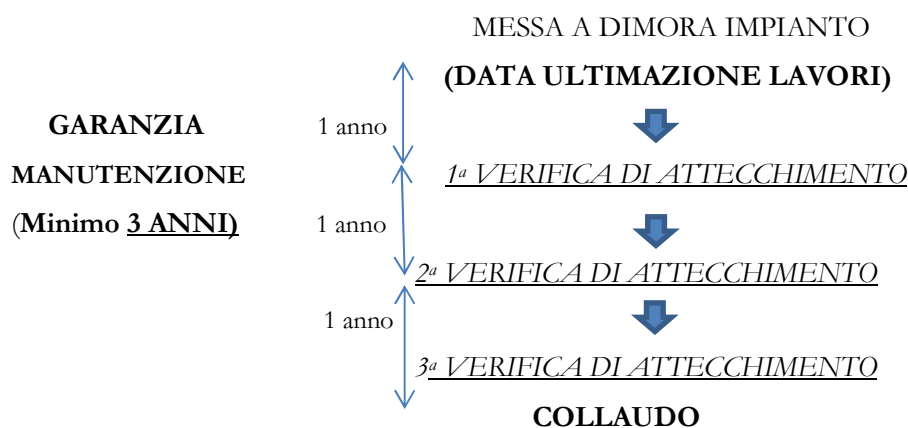 MESSA A DIMORA IMPIANTO
(DATA ULTIMAZIONE LAVORI)
GARANZIA
MANUTENZIONE
(Minimo 3 ANNI)
1 anno
1ª VERIFICA DI ATTECCHIMENTO
1 anno
2ª VERIFICA DI ATTECCHIMENTO
1 anno
3ª VERIFICA DI ATTECCHIMENTO
COLLAUDO